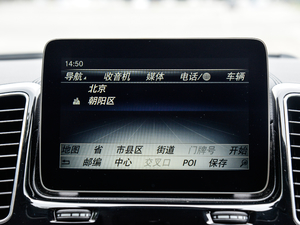 14:50
导航 收音机 媒体 电话/ 车辆
北京
朝阳区
地图 省 市县区 街道 门牌号 开始
邮编 中心 交叉口 POI 保存